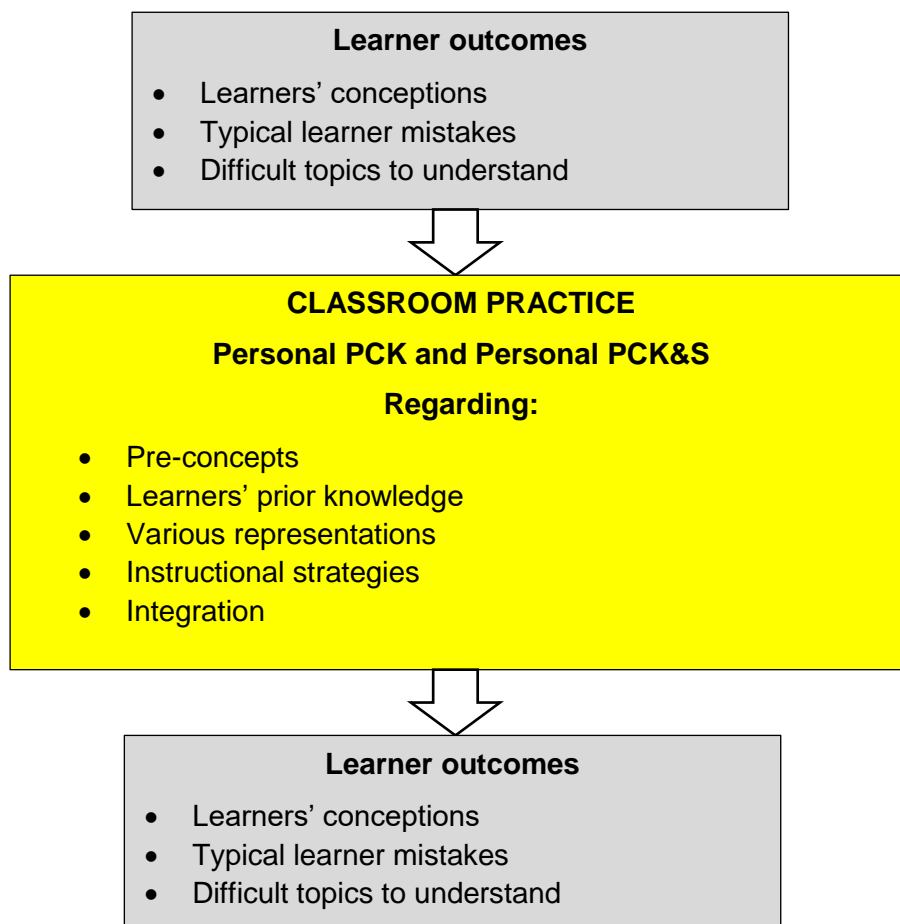 Learner outcomes
• Learners’ conceptions
• Typical learner mistakes
• Difficult topics to understand
CLASSROOM PRACTICE
Personal PCK and Personal PCK&S
Regarding:
• Pre-concepts
• Learners’ prior knowledge
• Various representations
• Instructional strategies
• Integration
Learner outcomes
• Learners’ conceptions
• Typical learner mistakes
• Difficult topics to understand